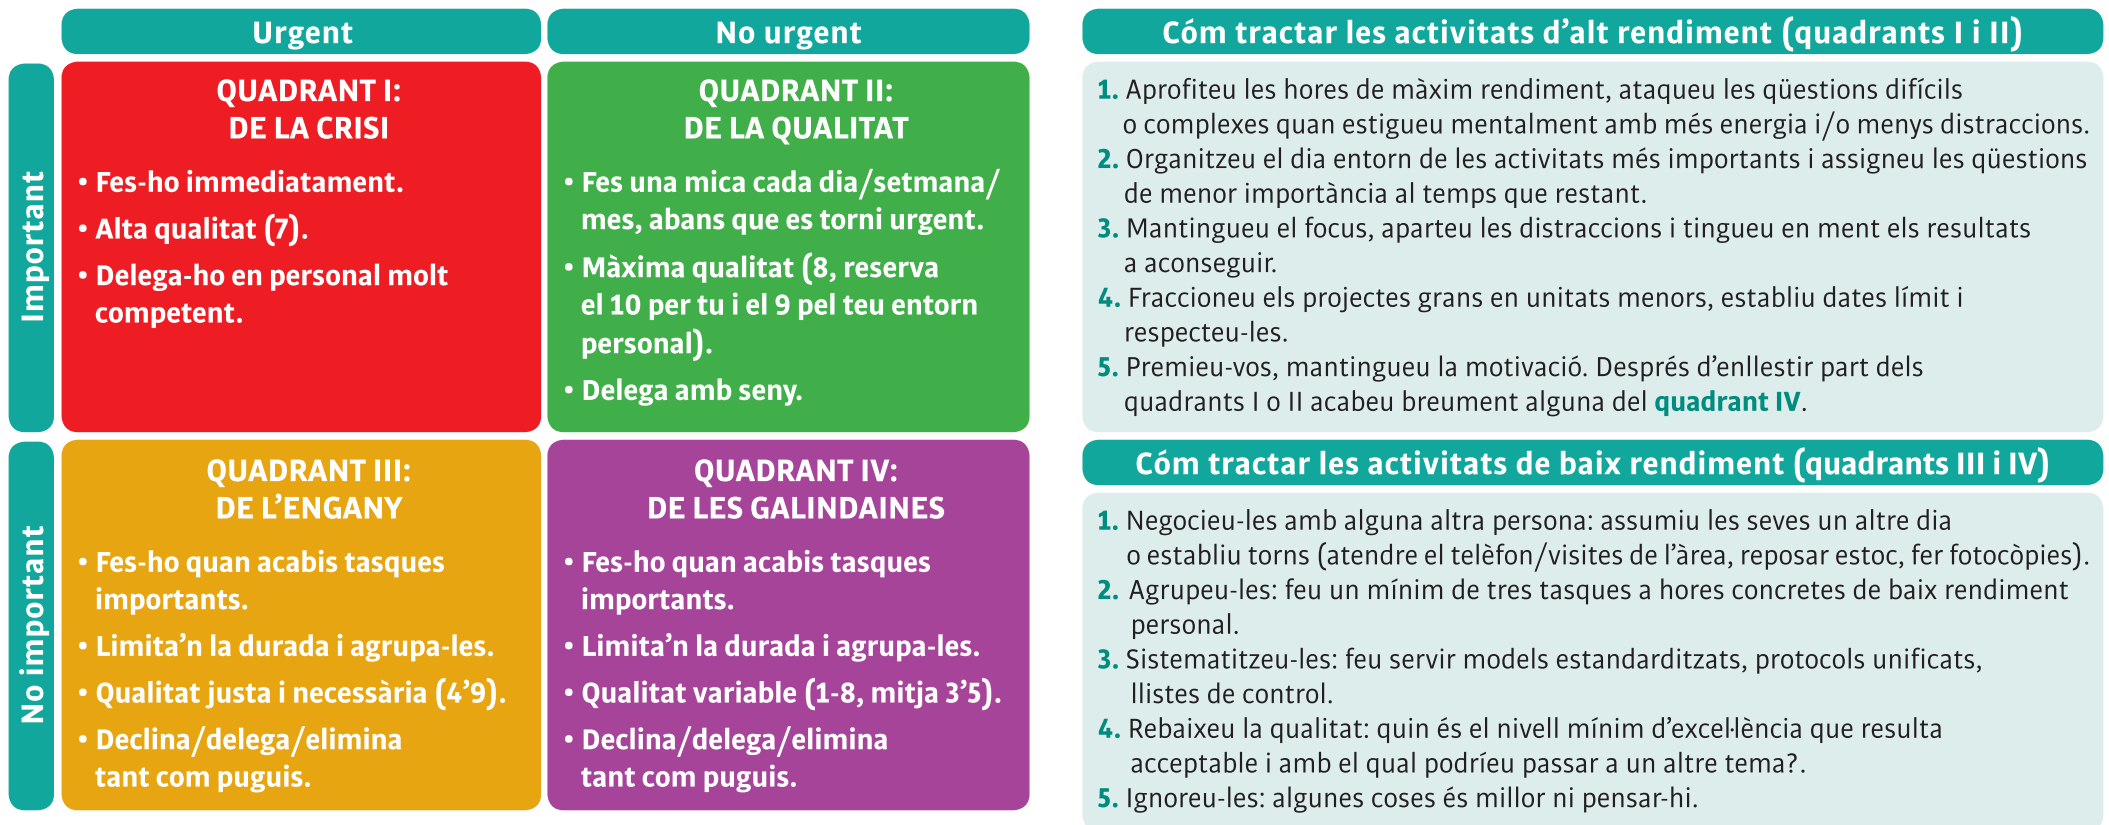 Urgent
No urgent
Important
QUADRANT I:
DE LA CRISI
• Fes-ho immediatament.
• Alta qualitat (7).
• Delega-ho en personal molt
competent.
QUADRANT II:
DE LA QUALITAT
• Fes una mica cada dia/setmana/
mes, abans que es torni urgent.
• Màxima qualitat (8, reserva
el 10 per tu i el 9 pel teu entorn
personal).
• Delega amb seny.
No important
QUADRANT III:
DE L’ENGANY
• Fes-ho quan acabis tasques
importants.
• Limita’n la durada i agrupa-les.
• Qualitat justa i necessària (4’9).
• Declina/delega/elimina
tant com puguis.
QUADRANT IV:
DE LES GALINDAINES
• Fes-ho quan acabis tasques
importants.
• Limita’n la durada i agrupa-les.
• Qualitat variable (1-8, mitja 3’5).
• Declina/delega/elimina
tant com puguis.
Cóm tractar les activitats d’alt rendiment (quadrants I i II)
1. Aprofiteu les hores de màxim rendiment, ataqueu les qüestions difícils
o complexes quan estigueu mentalment amb més energia i/o menys distraccions.
2. Organitzeu el dia entorn de les activitats més importants i assigneu les qüestions
de menor importància al temps que restant.
3. Mantingueu el focus, aparteu les distraccions i tingueu en ment els resultats
a aconseguir.
4. Fraccioneu els projectes grans en unitats menors, establiu dates límit i
respecteu-les.
5. Premieu-vos, mantingueu la motivació. Després d’enllestir part dels
quadrants I o II acabeu breument alguna del quadrant IV.
Cóm tractar les activitats de baix rendiment (quadrants III i IV)
1. Negocieu-les amb alguna altra persona: assumiu les seves un altre dia
o establiu torns (atendre el telèfon/visites de l’àrea, reposar estoc, fer fotocòpies).
2. Agrupeu-les: feu un mínim de tres tasques a hores concretes de baix rendiment
personal.
3. Sistematitzeu-les: feu servir models estandarditzats, protocols unificats,
llistes de control.
4. Rebaixeu la qualitat: quin és el nivell mínim d’excel·lència que resulta
acceptable i amb el qual podríeu passar a un altre tema?.
5. Ignoreu-les: algunes coses és millor ni pensar-hi.